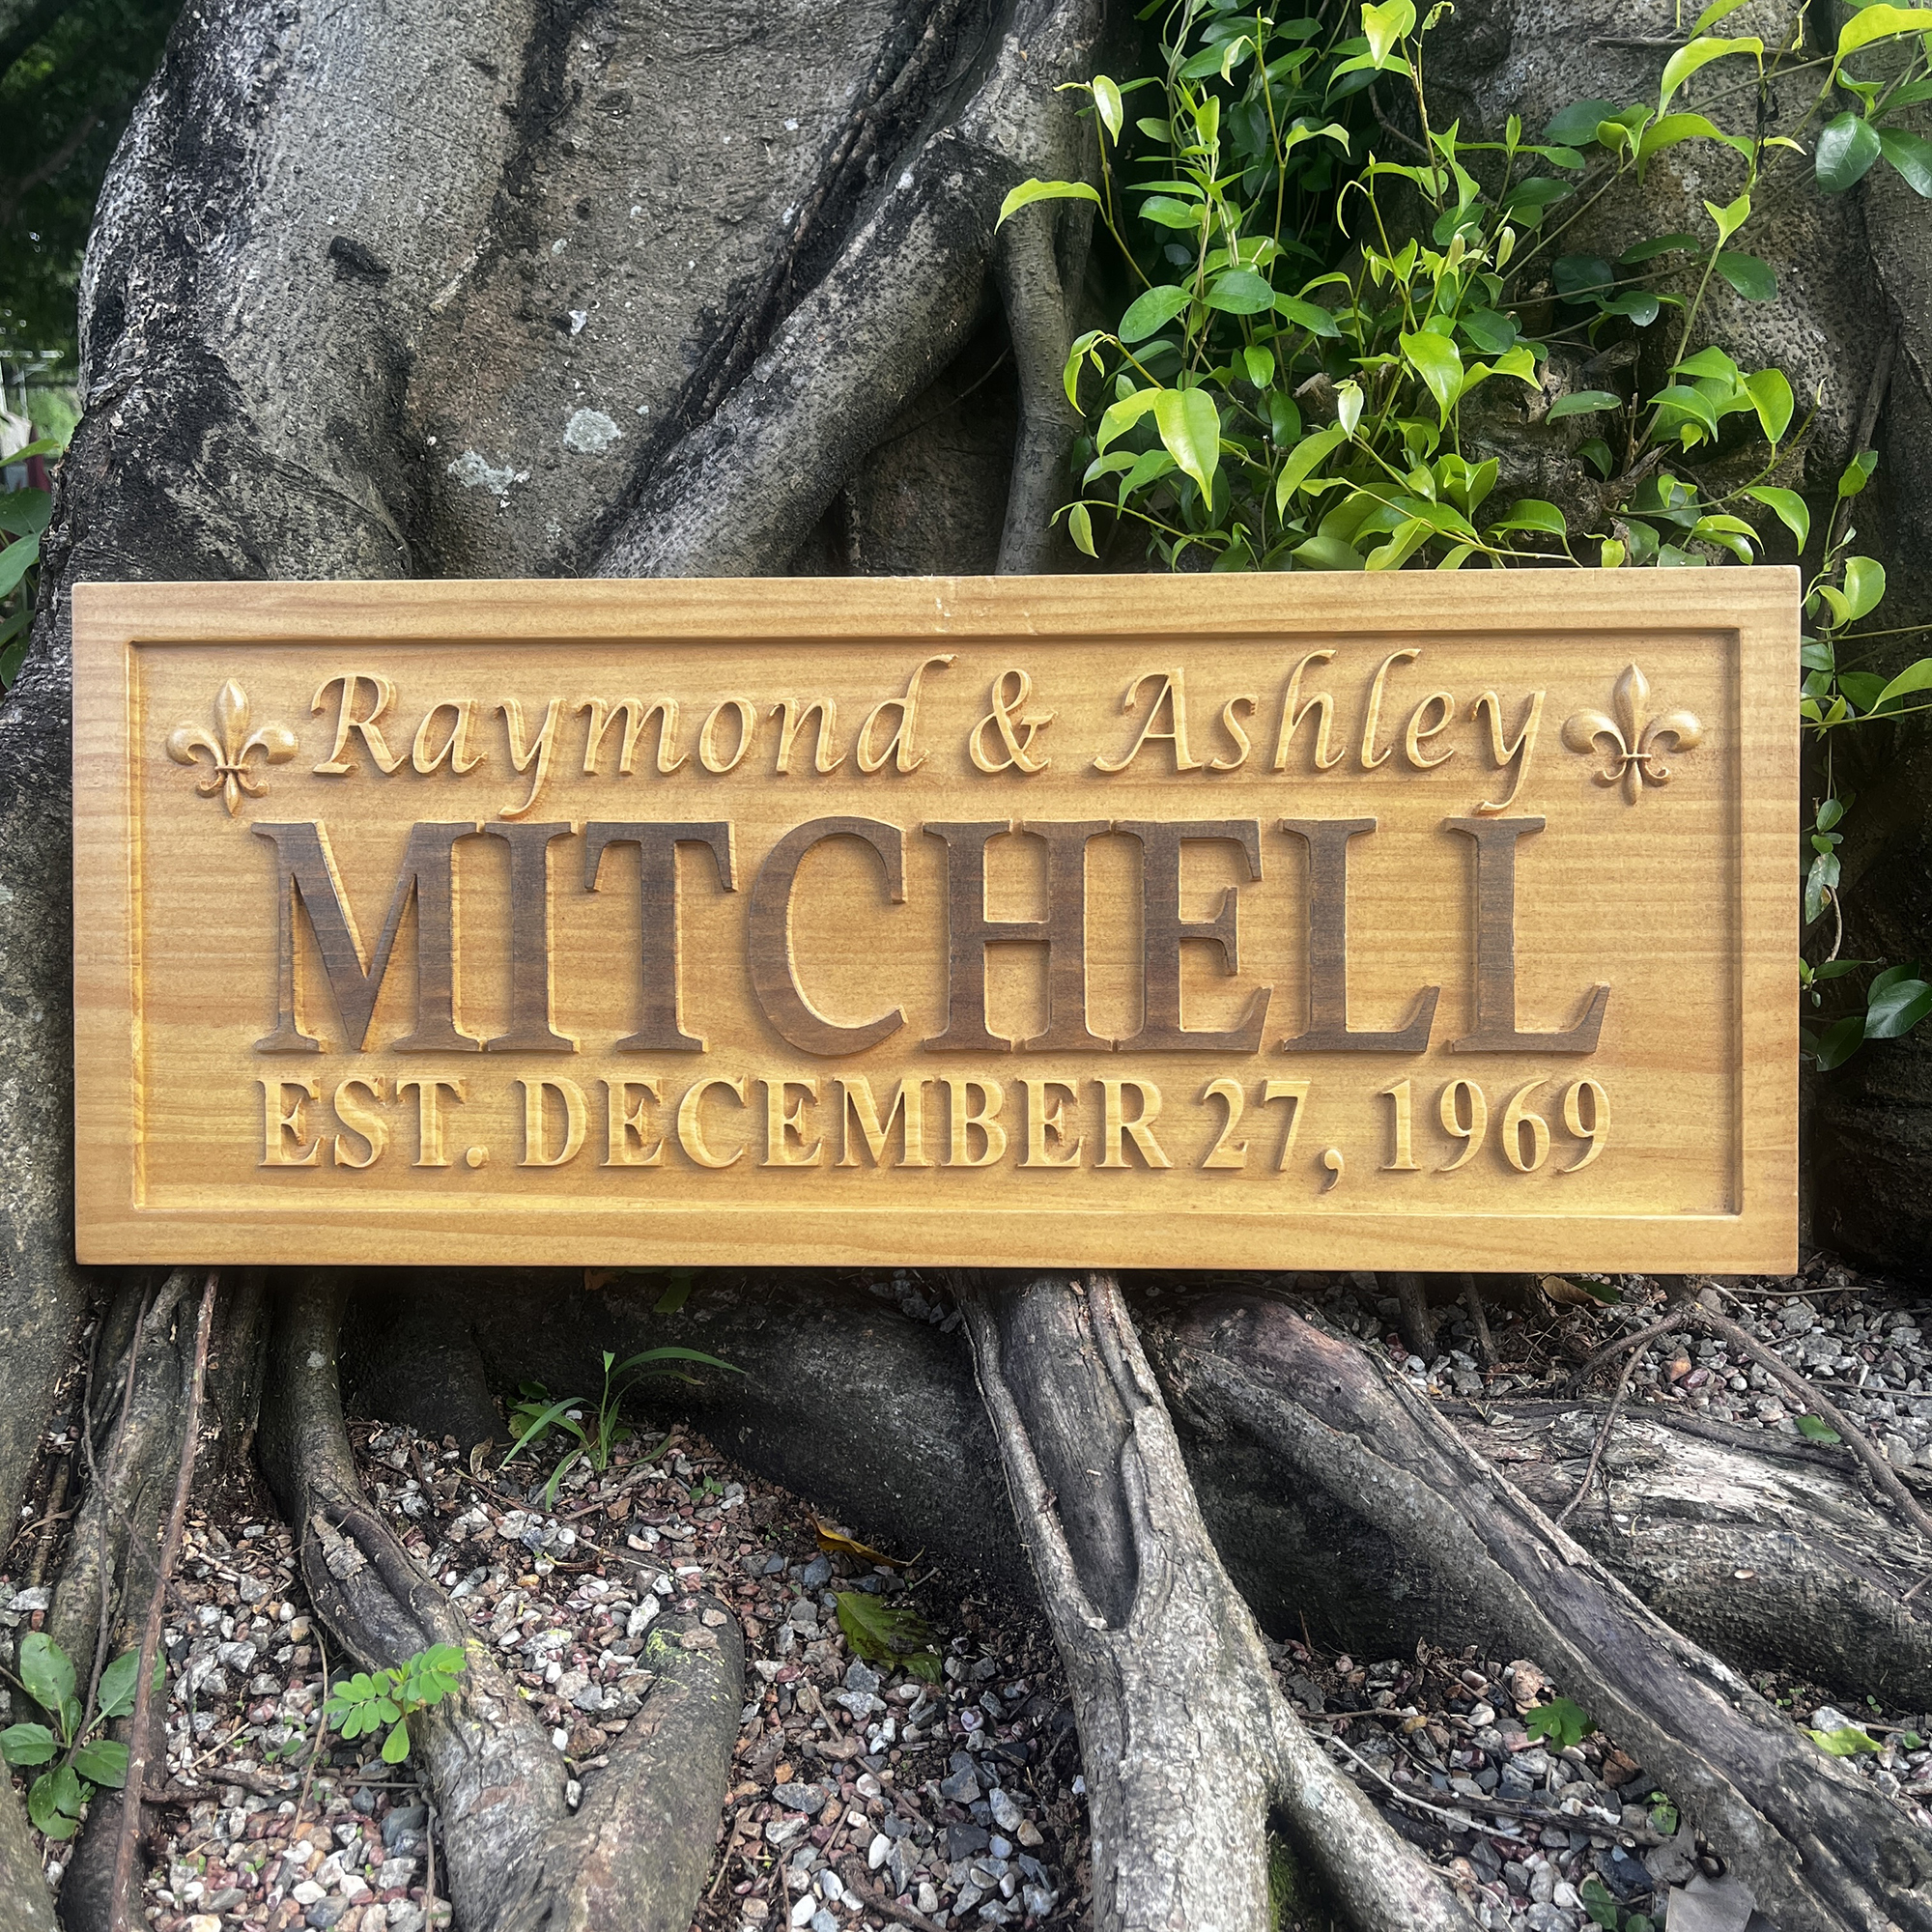 Raymond & Ashley
MITCHELL
EST. DECEMBER 27, 1969